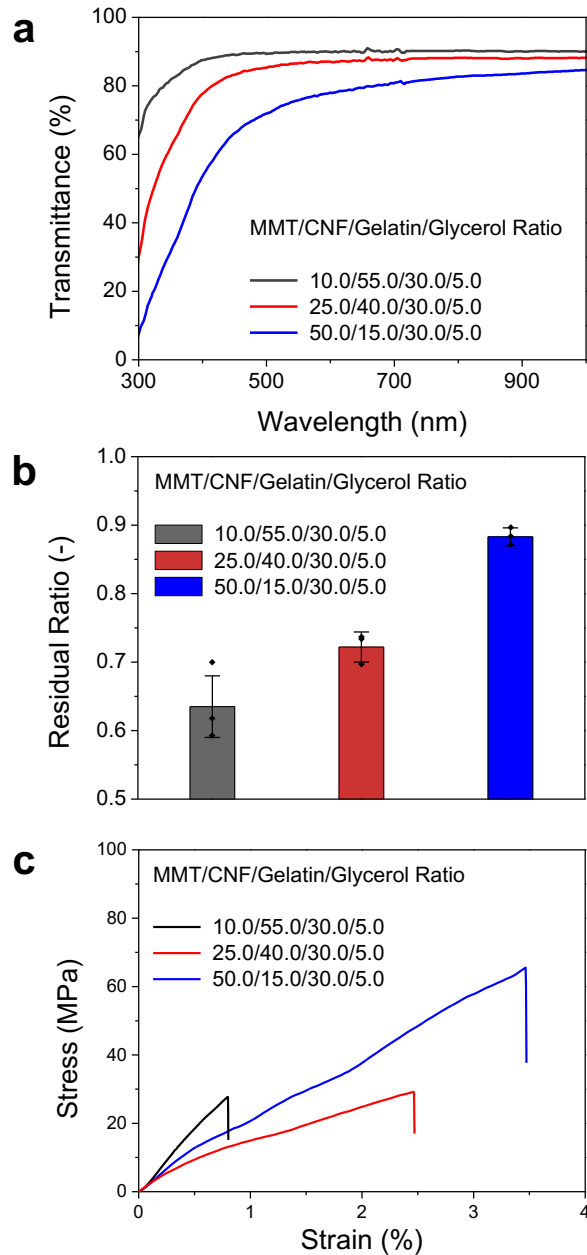 a
100
80
60
40
20
0
Transmittance (%)
MMT/CNF/Gelatin/Glycerol Ratio
10.0/55.0/30.0/5.0
25.0/40.0/30.0/5.0
50.0/15.0/30.0/5.0
300 500 700 900
Wavelength (nm)
b
1.0
0.9
0.8
0.7
0.6
0.5
Residual Ratio (-)
MMT/CNF/Gelatin/Glycerol Ratio
10.0/55.0/30.0/5.0
25.0/40.0/30.0/5.0
50.0/15.0/30.0/5.0
c
100
80
60
40
20
0
Stress (MPa)
MMT/CNF/Gelatin/Glycerol Ratio
10.0/55.0/30.0/5.0
25.0/40.0/30.0/5.0
50.0/15.0/30.0/5.0
0 1 2 3 4
Strain (%)